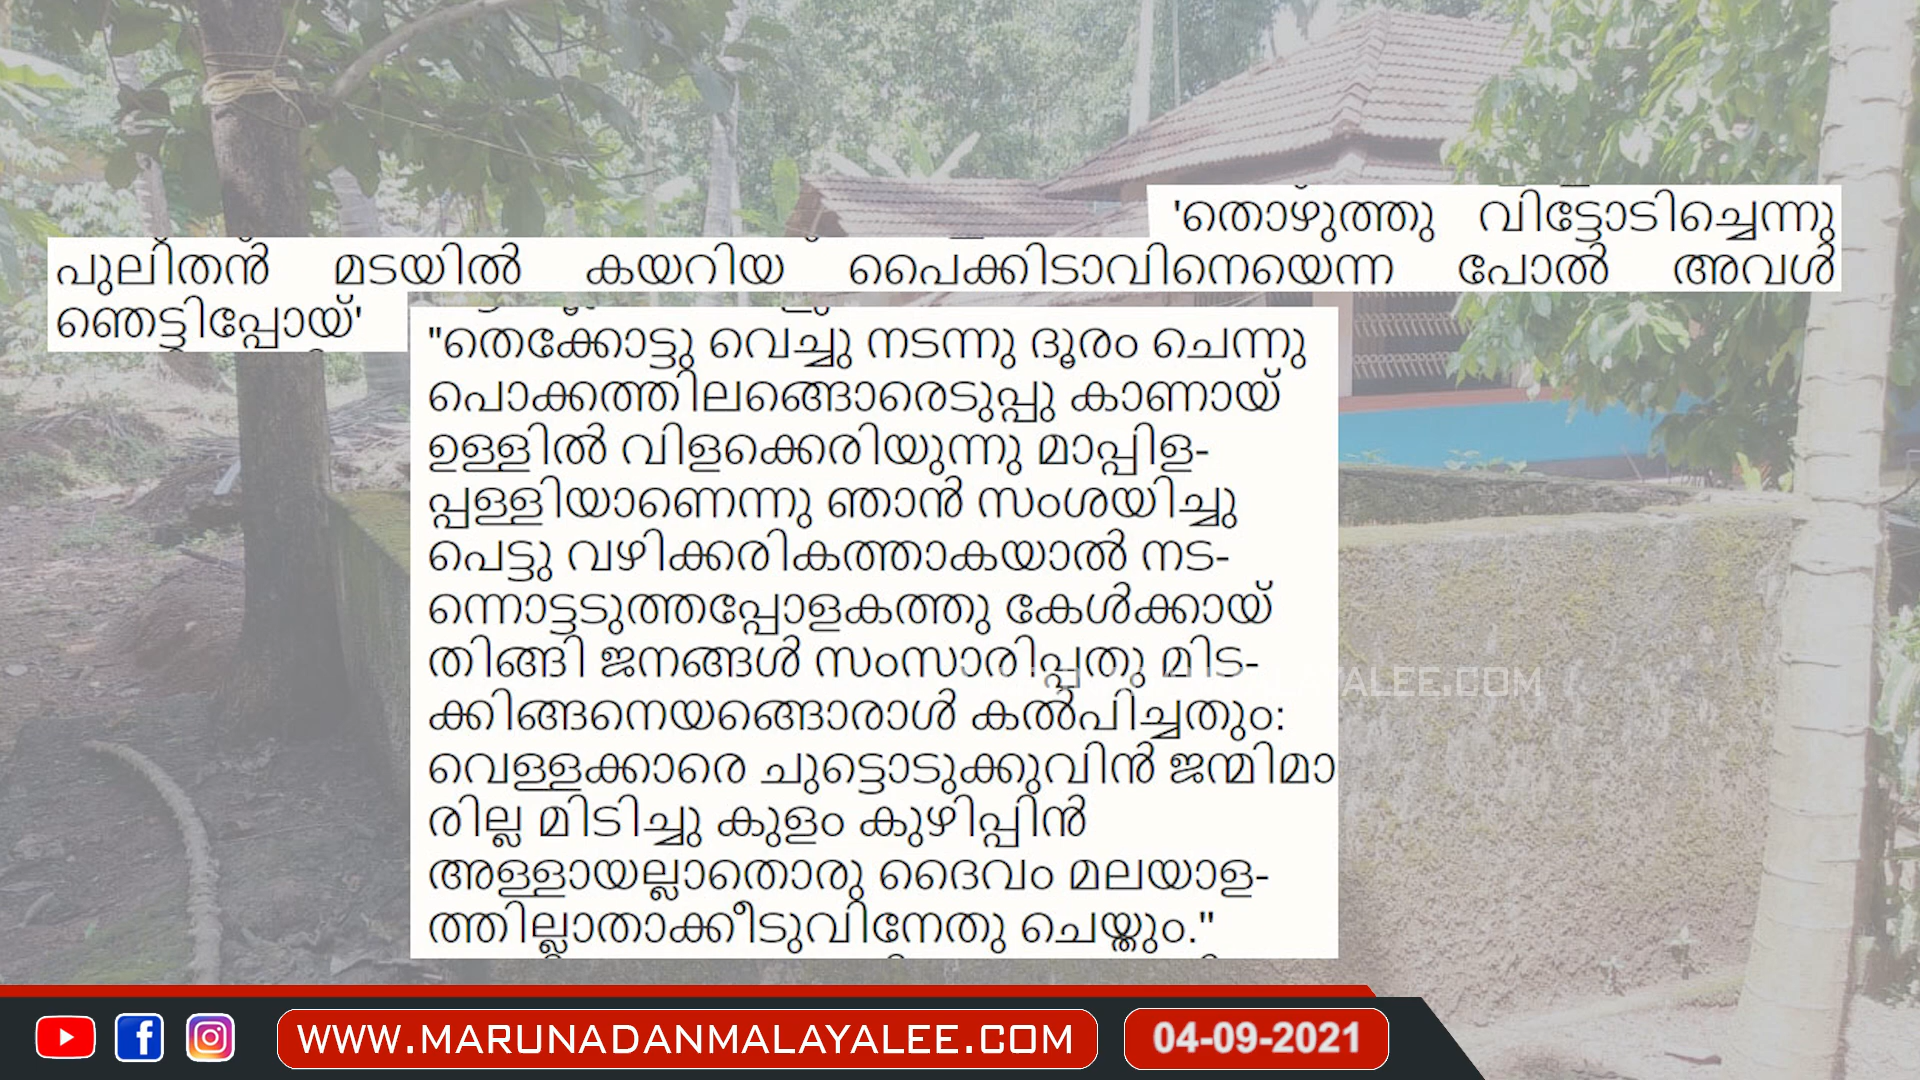 'തൊഴുത്തു വിട്ടോടിച്ചെന്നു
പുലിതൻ മടയിൽ കയറിയ പൈക്കിടാവിനെയെന്ന പോൽ അവൾ
ഞെട്ടിപ്പോയ്'
"തെക്കോട്ടു വെച്ചു നടന്നു ദൂരം ചെന്നു
പൊക്കത്തിലങ്ങൊരെടുപ്പു കാണായ്
ഉള്ളിൽ വിളക്കെരിയുന്നു മാപ്പിള-
പ്പള്ളിയാണെന്നു ഞാൻ സംശയിച്ചു
പെട്ടു വഴിക്കരികത്താകയാൽ നട-
ന്നൊട്ടടുത്തപ്പോളകത്തു കേൾക്കായ്
തിങ്ങി ജനങ്ങൾ സംസാരിപ്പതു മിട-
ക്കിങ്ങനെയങ്ങൊരാൾ കൽപിച്ചതും:
വെള്ളക്കാരെ ചുട്ടൊടുക്കുവിൻ ജന്മിമാ
രില്ല മിടിച്ചു കുളം കുഴിപ്പിൻ
അള്ളായല്ലാതൊരു ദൈവം മലയാള-
ത്തില്ലാതാക്കീടുവിനേതു ചെയ്തും."
WWW.MARUNADANMALAYALEE.COM
04-09-2021